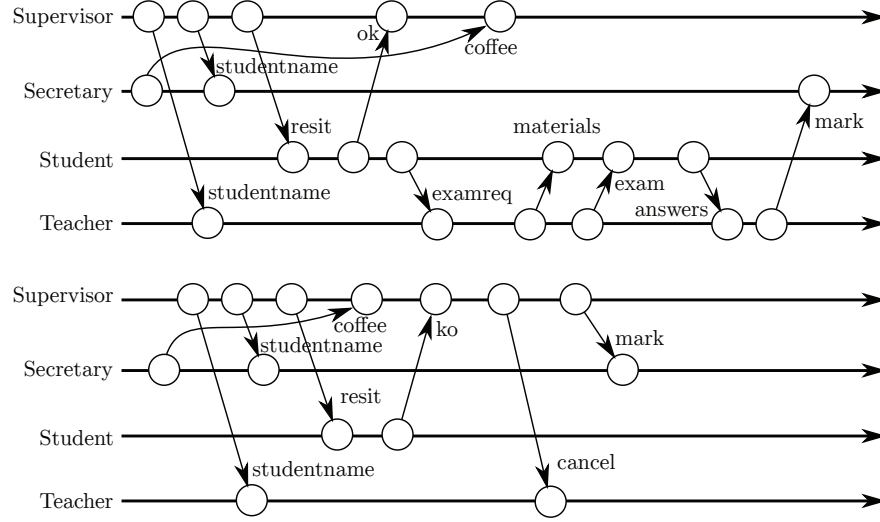 Supervisor
ok
coffee
studentname
Secretary
mark
resit
materials
Student
studentname
examreq
exam
answers
Teacher
Supervisor
coffee
ko
studentname
mark
Secretary
resit
Student
studentname
cancel
Teacher